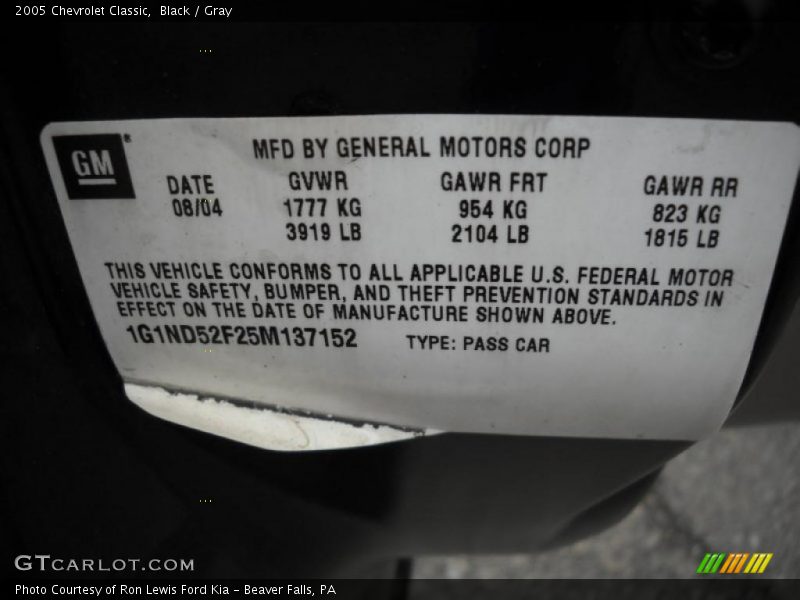 2005 Chevrolet Classic, Black / Gray
GM®
MFD BY GENERAL MOTORS CORP
DATE GVWR GAWR FRT GAWR RR
08/04 1777 KG 954 KG 823 KG
3919 LB 2104 LB 1815 LB
THIS VEHICLE CONFORMS TO ALL APPLICABLE U.S. FEDERAL MOTOR
VEHICLE SAFETY, BUMPER, AND THEFT PREVENTION STANDARDS IN
EFFECT ON THE DATE OF MANUFACTURE SHOWN ABOVE.
1G1ND52F25M137152 TYPE: PASS CAR
GTCARLOT.COM
Photo Courtesy of Ron Lewis Ford Kia - Beaver Falls, PA